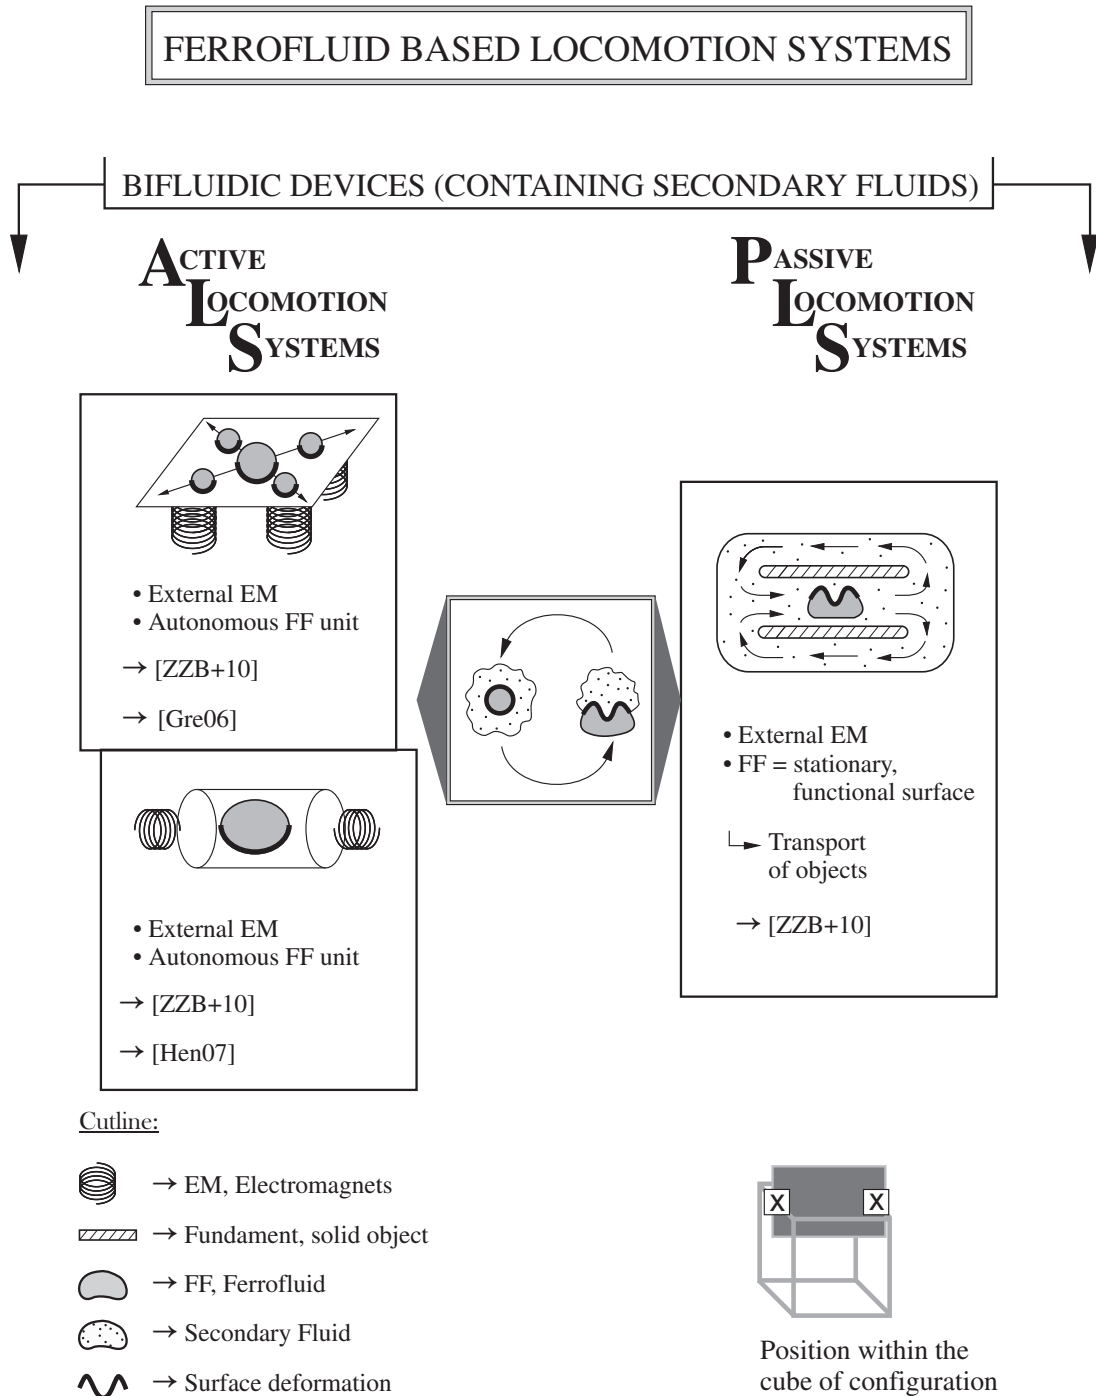 FERROFLUID BASED LOCOMOTION SYSTEMS
BIFLUIDIC DEVICES (CONTAINING SECONDARY FLUIDS)
ACTIVE
LOCOMOTION
SYSTEMS
PASSIVE
LOCOMOTION
SYSTEMS
• External EM
• Autonomous FF unit
→ [ZZB+10]
→ [Gre06]
• External EM
• Autonomous FF unit
→ [ZZB+10]
→ [Hen07]
• External EM
• FF = stationary,
functional surface
Transport
of objects
→ [ZZB+10]
Cutline:
→ EM, Electromagnets
→ Fundament, solid object
→ FF, Ferrofluid
→ Secondary Fluid
→ Surface deformation
X X
Position within the
cube of configuration